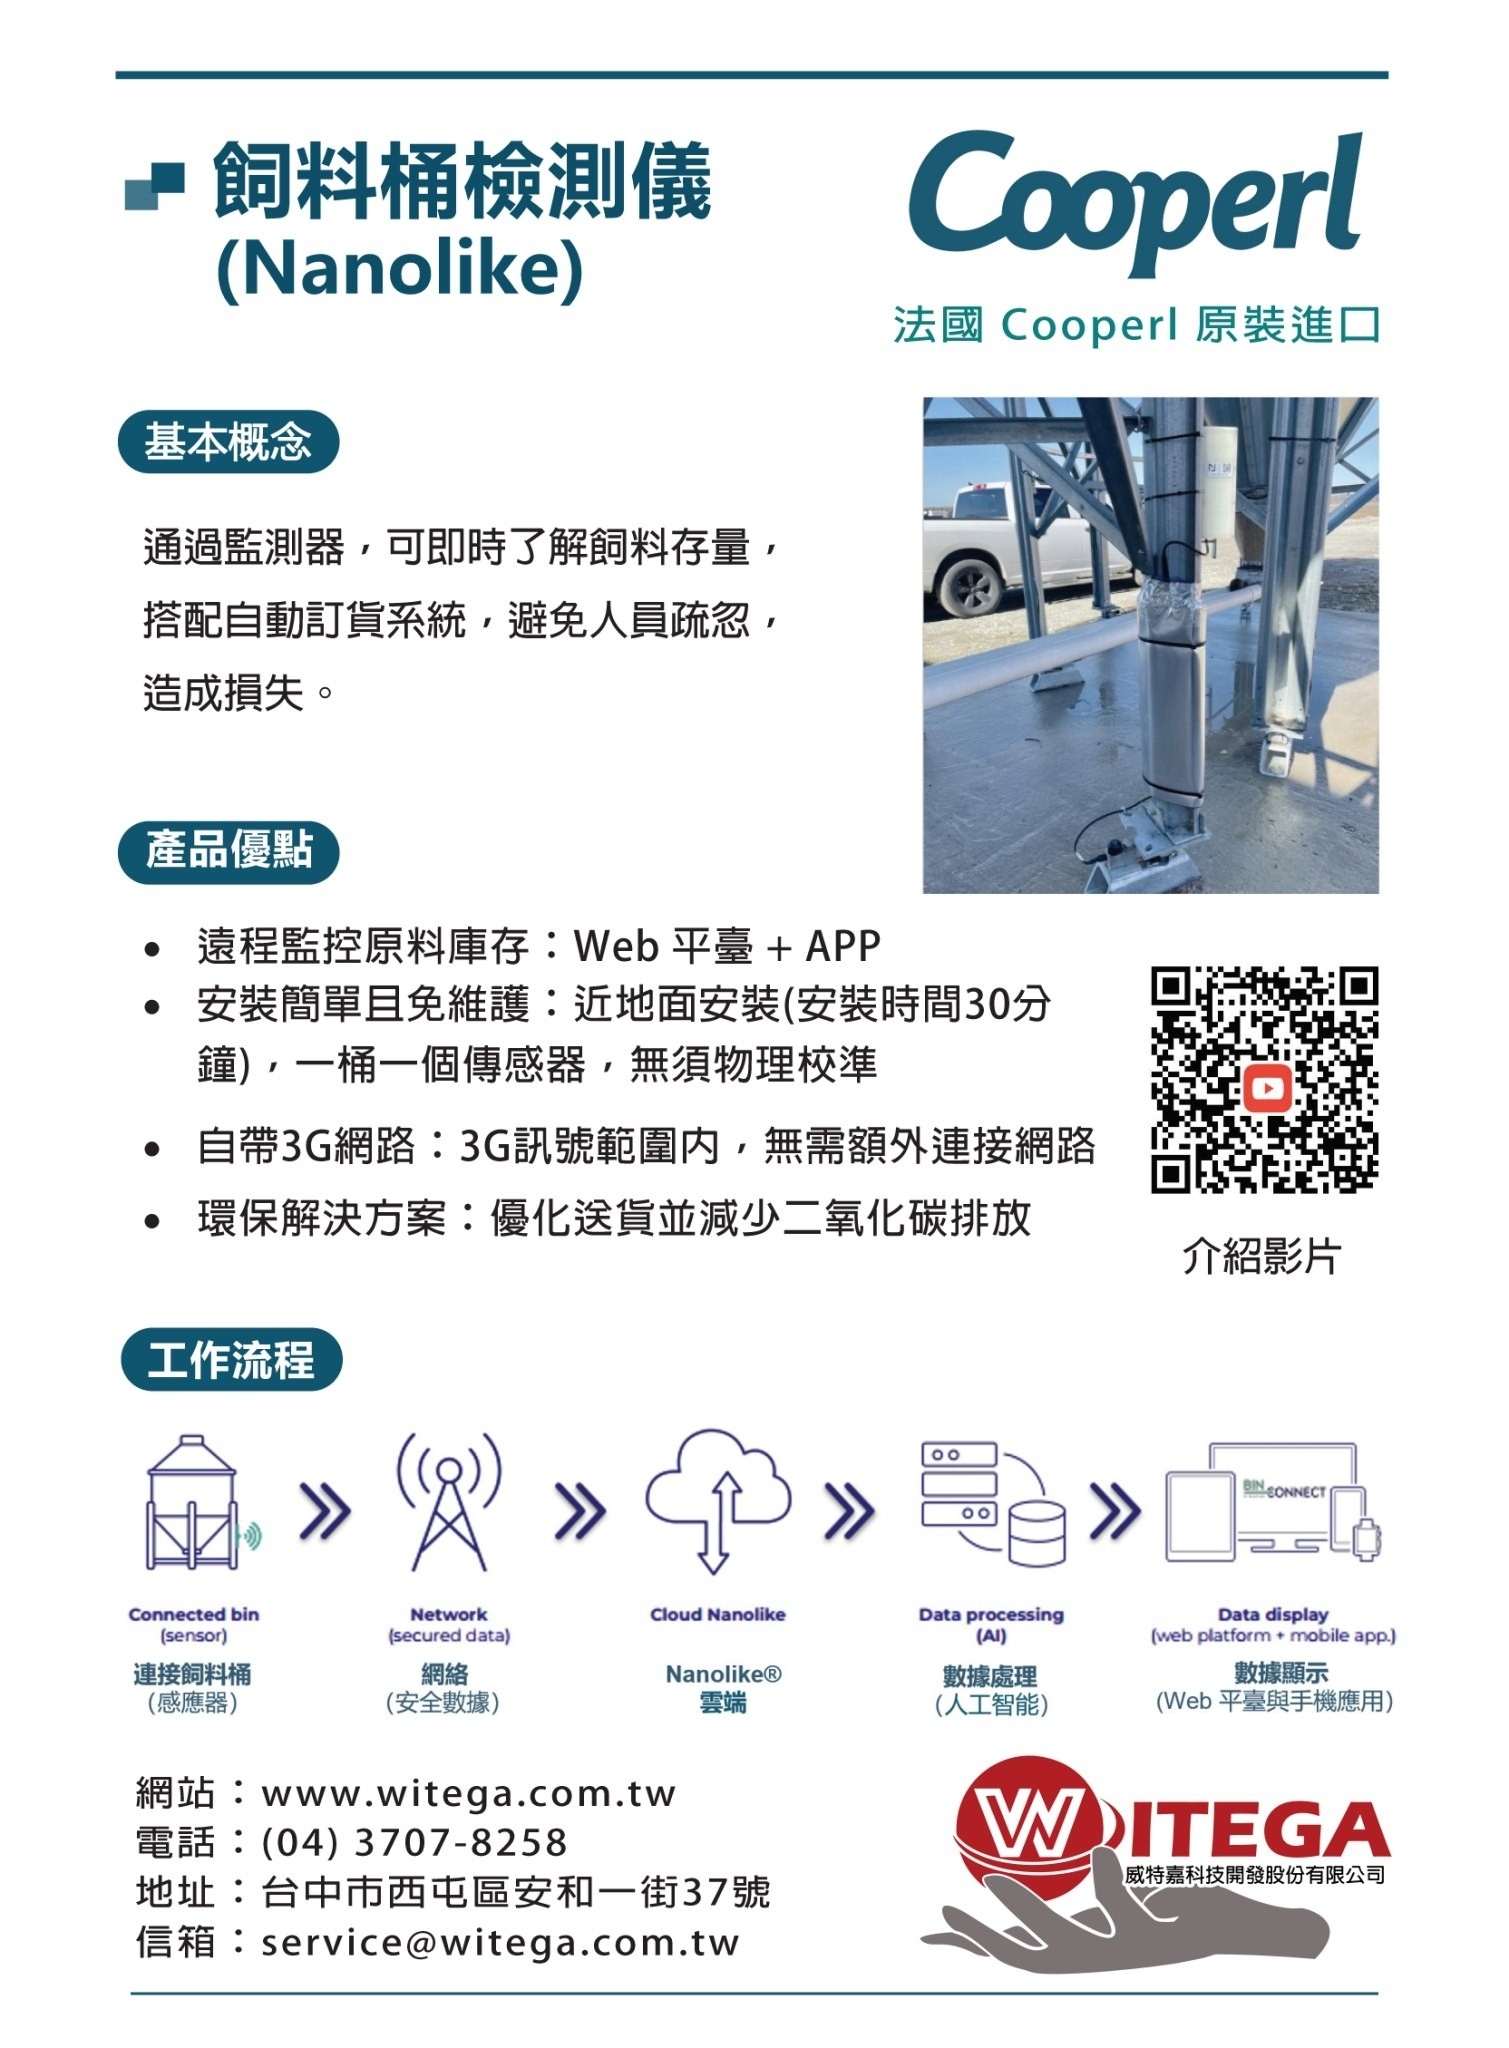 飼料桶檢測儀
(Nanolike)
Cooperl
法國 Cooperl 原裝進口
基本概念
通過監測器，可即時了解飼料存量，
搭配自動訂貨系統，避免人員疏忽，
造成損失。
產品優點
• 遠程監控原料庫存：Web 平臺 + APP
• 安裝簡單且免維護：近地面安裝(安裝時間30分
鐘)，一桶一個傳感器，無須物理校準
• 自帶3G網路：3G訊號範圍内，無需額外連接網路
• 環保解決方案：優化送貨並減少二氧化碳排放
介紹影片
工作流程
BIN CONNECT
Connected bin
(sensor)
連接飼料桶
(感應器)
Network
(secured data)
網絡
(安全數據)
Cloud Nanolike
Nanolike®
雲端
Data processing
(AI)
數據處理
(人工智能)
Data display
(web platform + mobile app.)
數據顯示
(Web 平臺與手機應用)
網站：www.witega.com.tw
電話：(04) 3707-8258
地址：台中市西屯區安和一街37號
信箱：service@witega.com.tw
WITEGA
威特嘉科技開發股份有限公司